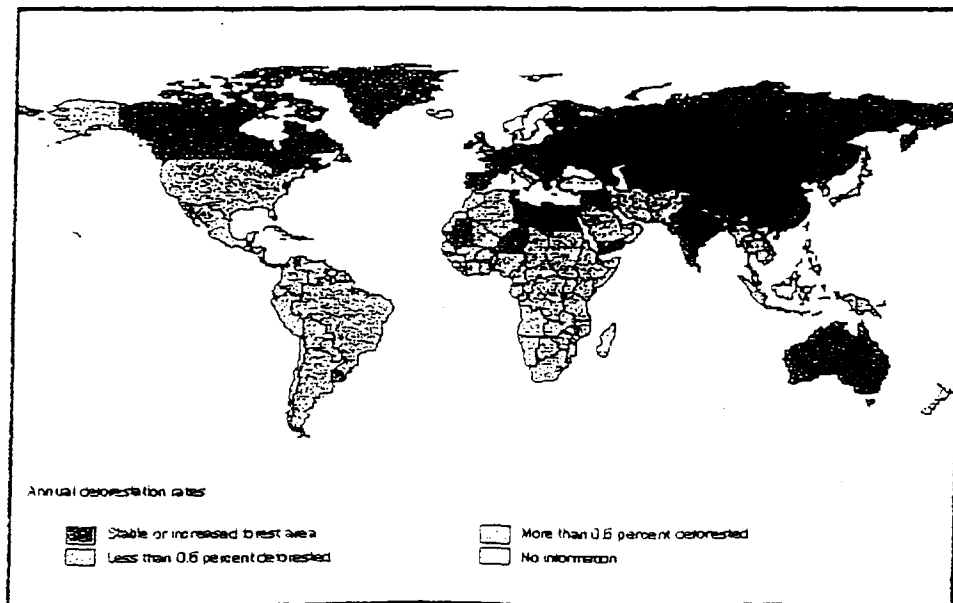 Annual deforestation rates
Stable or increased forest area
Less than 0.6 percent deforested
More than 0.6 percent deforested
No information